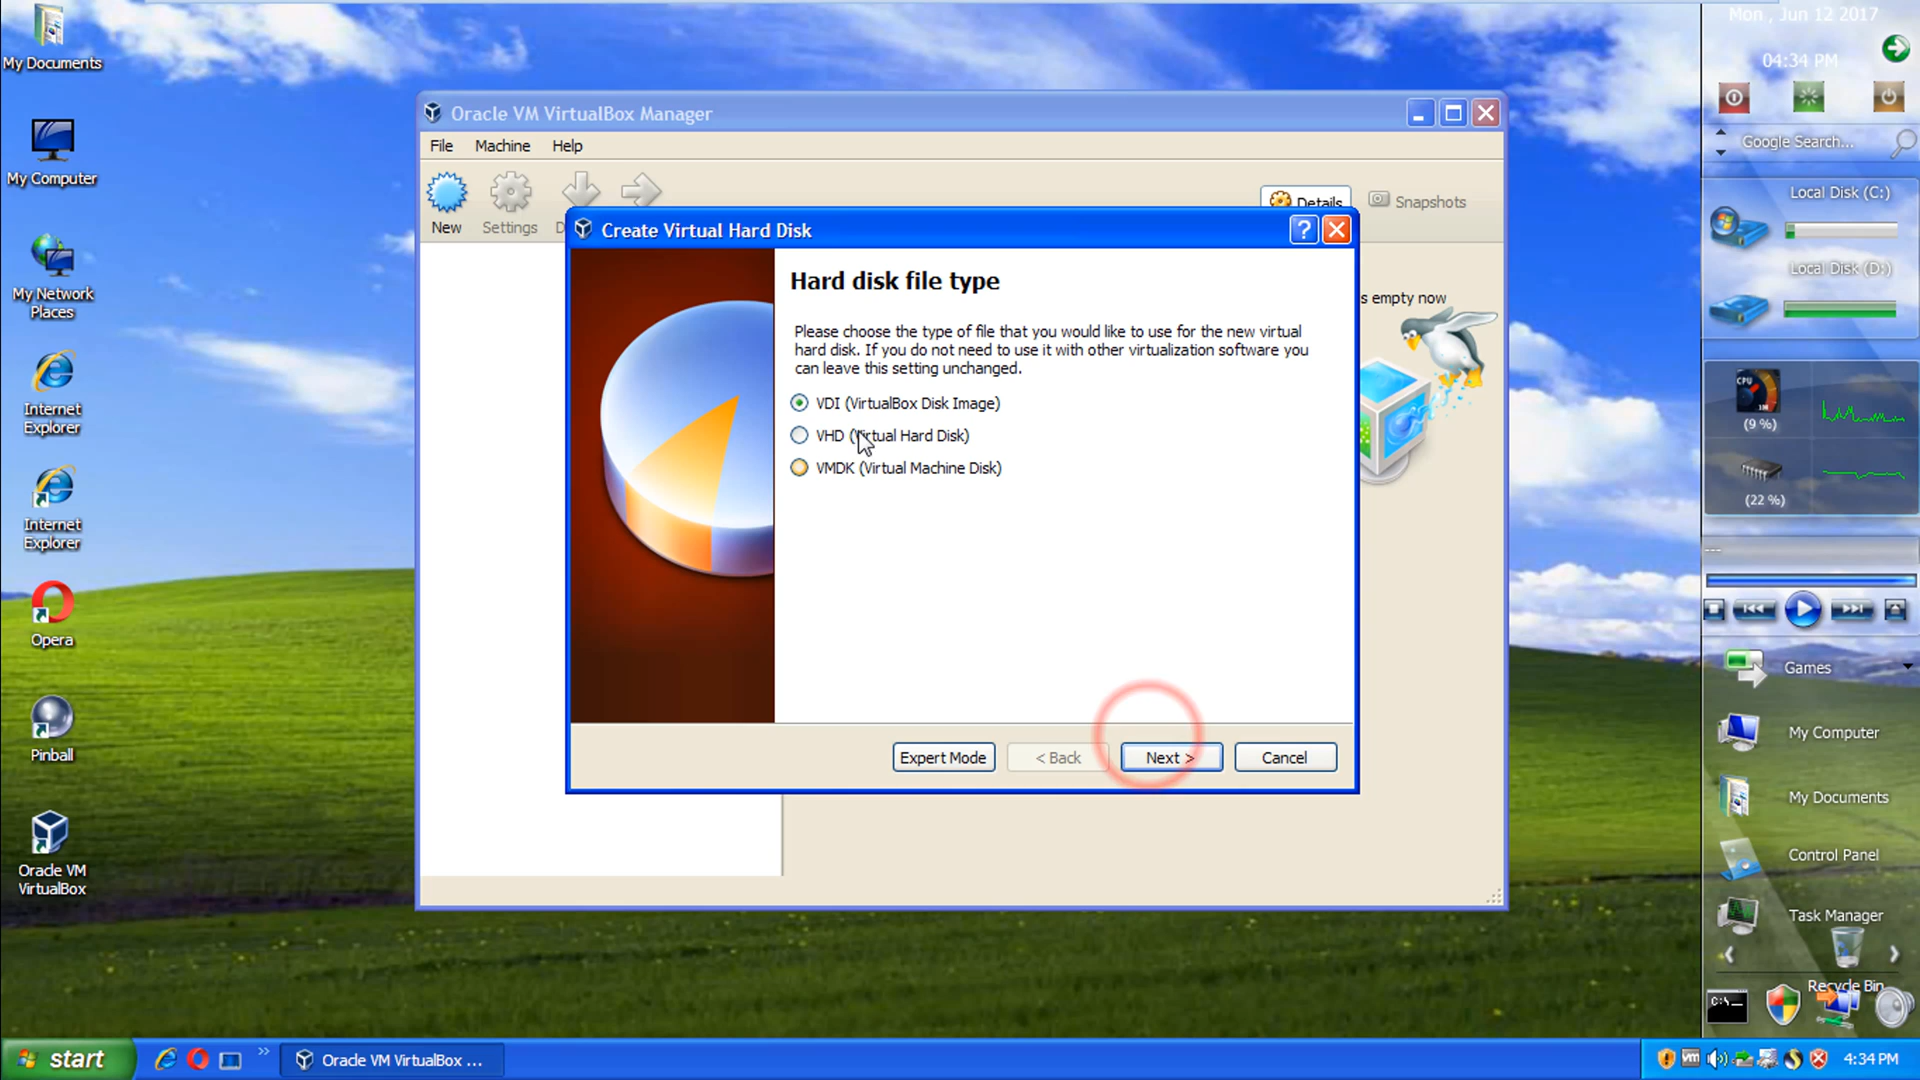 My Documents
My Computer
My Network
Places
Internet
Explorer
Internet
Explorer
Opera
Pinball
Oracle VM
VirtualBox
Oracle VM VirtualBox Manager
File Machine Help
New Settings D
Details Snapshots
s empty now
Create Virtual Hard Disk
Hard disk file type
Please choose the type of file that you would like to use for the new virtual
hard disk. If you do not need to use it with other virtualization software you
can leave this setting unchanged.
VDI (VirtualBox Disk Image)
VHD (Virtual Hard Disk)
VMDK (Virtual Machine Disk)
Expert Mode < Back Next > Cancel
Mon , Jun 12 2017
04:34 PM
Google Search...
Local Disk (C:)
Local Disk (D:)
CPU
(9 %)
(22 %)
---
Games
My Computer
My Documents
Control Panel
Task Manager
Recycle Bin
C:\_
start
Oracle VM VirtualBox ...
vm
4:34 PM